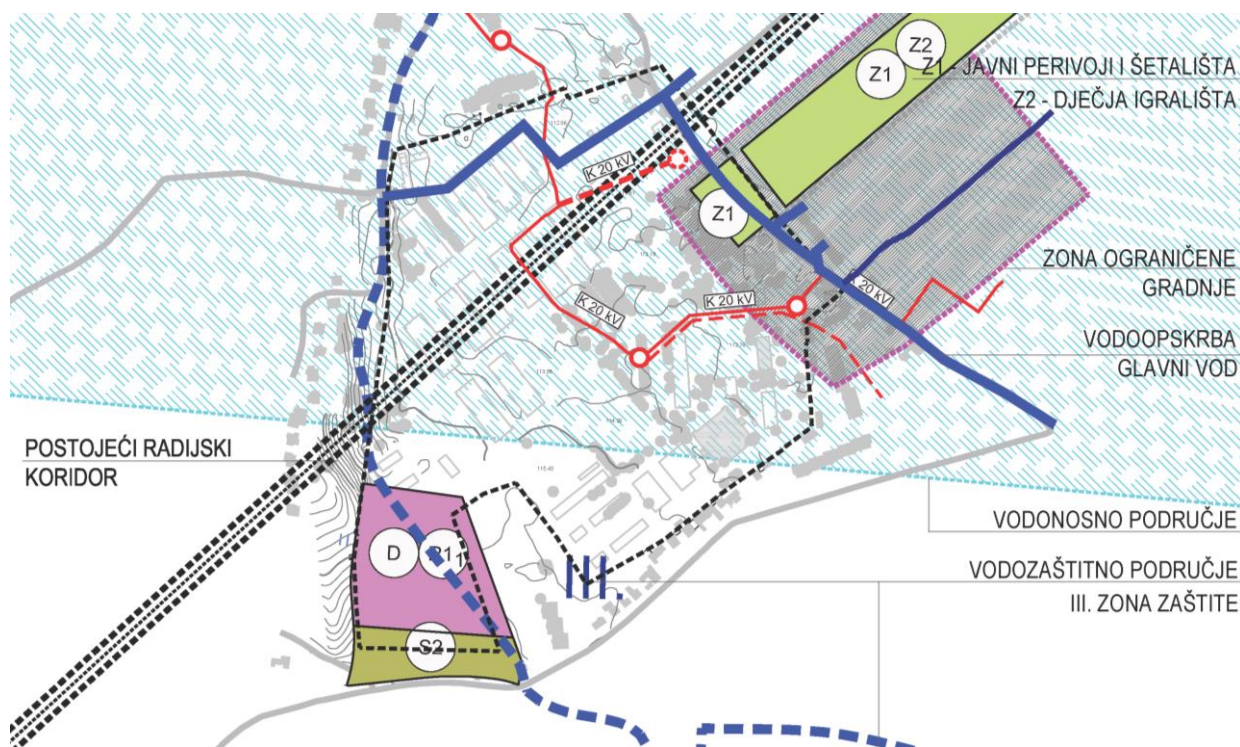 Z2
Z1
Z1 - JAVNI PERIVOJI I ŠETALIŠTA
Z2 - DJEČJA IGRALIŠTA
K 20 kV
Z1
ZONA OGRANIČENE
GRADNJE
K 20 kV
K 20 kV
K 20 kV
VODOOPSKRBA
GLAVNI VOD
POSTOJEĆI RADIJSKI
KORIDOR
VODONOSNO PODRUČJE
D
VODOZAŠTITNO PODRUČJE
III.
III. ZONA ZAŠTITE
S2